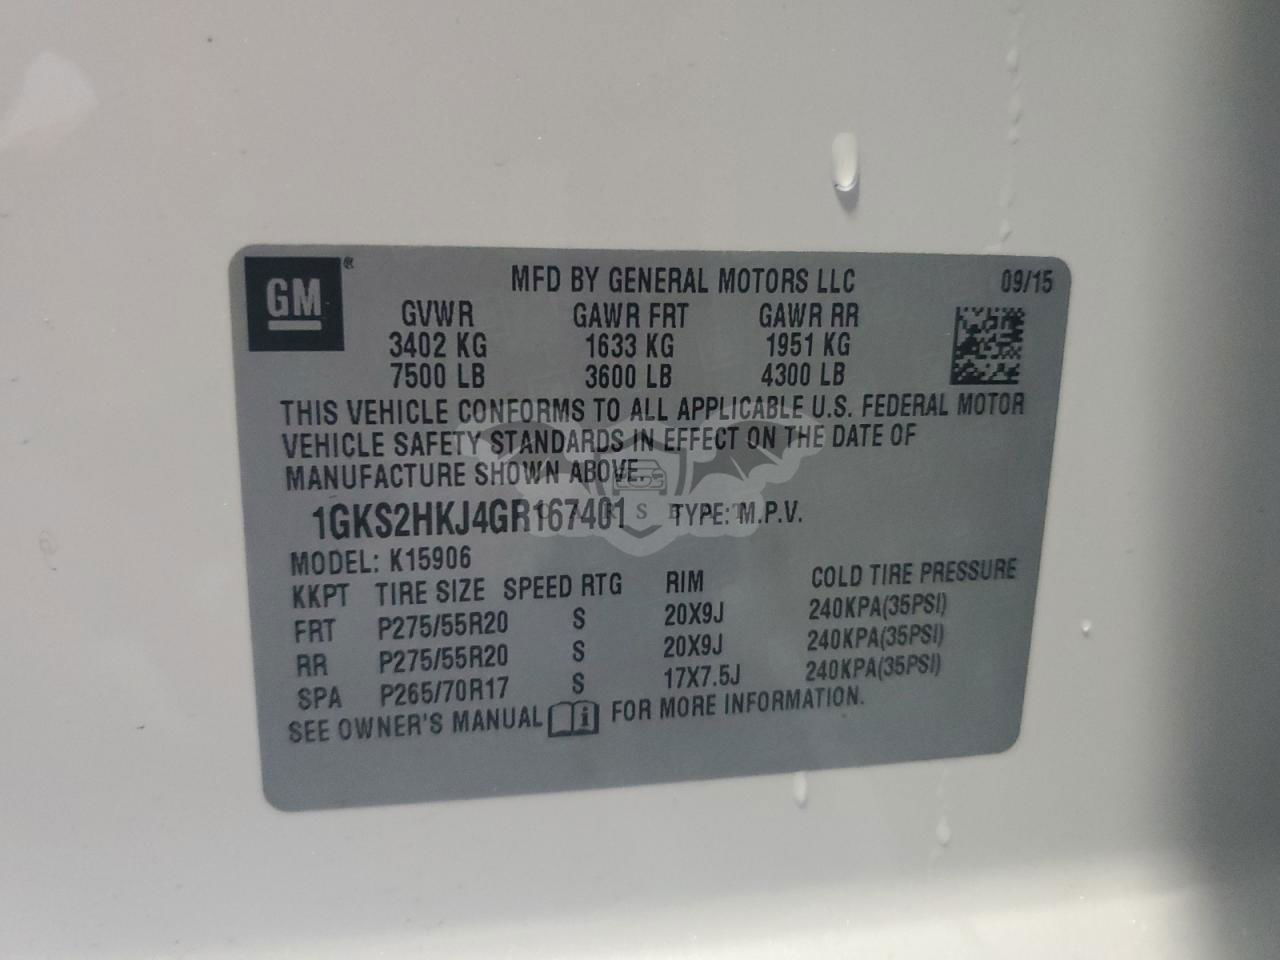 GM®
MFD BY GENERAL MOTORS LLC 09/15
GVWR GAWR FRT GAWR RR
3402 KG 1633 KG 1951 KG
7500 LB 3600 LB 4300 LB
THIS VEHICLE CONFORMS TO ALL APPLICABLE U.S. FEDERAL MOTOR
VEHICLE SAFETY STANDARDS IN EFFECT ON THE DATE OF
MANUFACTURE SHOWN ABOVE.
1GKS2HKJ4GR167401 TYPE: M.P.V.
MODEL: K15906
KKPT TIRE SIZE SPEED RTG RIM COLD TIRE PRESSURE
FRT P275/55R20 S 20X9J 240KPA(35PSI)
RR P275/55R20 S 20X9J 240KPA(35PSI)
SPA P265/70R17 S 17X7.5J 240KPA(35PSI)
SEE OWNER'S MANUAL FOR MORE INFORMATION.